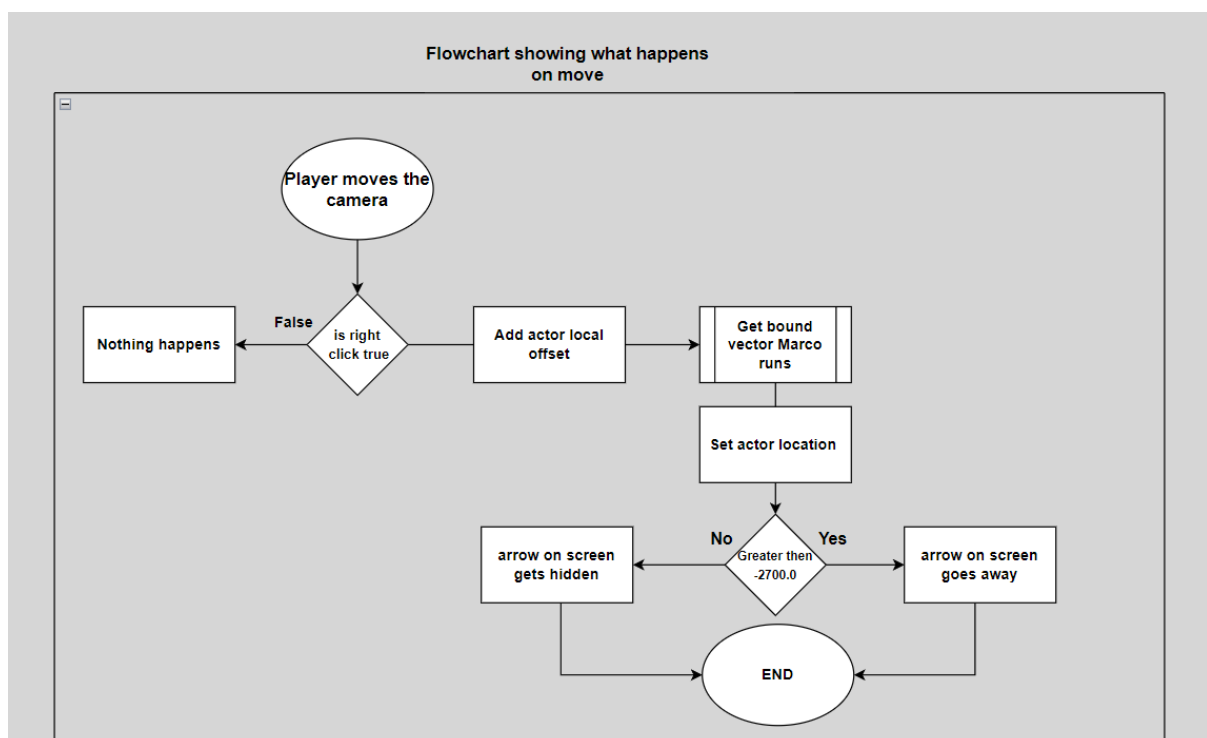 Flowchart showing what happens
on move
Player moves the
camera
False
is right
click true
Nothing happens
Add actor local
offset
Get bound
vector Marco
runs
Set actor location
No
Yes
Greater then
-2700.0
arrow on screen
gets hidden
arrow on screen
goes away
END